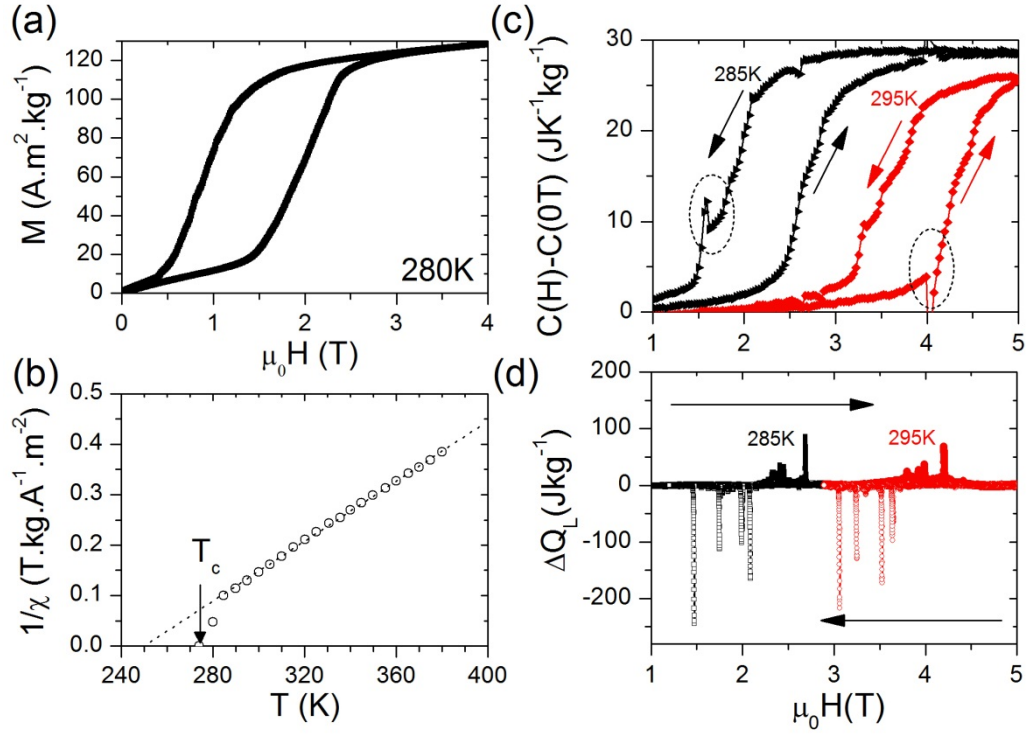 (a)
M (A.m².kg⁻¹)
120
100
80
60
40
20
0
280K
0 1 2 3 4
μ₀H (T)
(b)
1/χ (T.kg.A⁻¹.m⁻²)
0.5
0.4
0.3
0.2
0.1
0.0
T_c
240 280 320 360 400
T (K)
(c)
C(H)-C(0T) (JK⁻¹kg⁻¹)
30
20
10
0
285K
295K
1 2 3 4 5
(d)
ΔQ_L (Jkg⁻¹)
200
100
0
-100
-200
285K
295K
1 2 3 4 5
μ₀H(T)